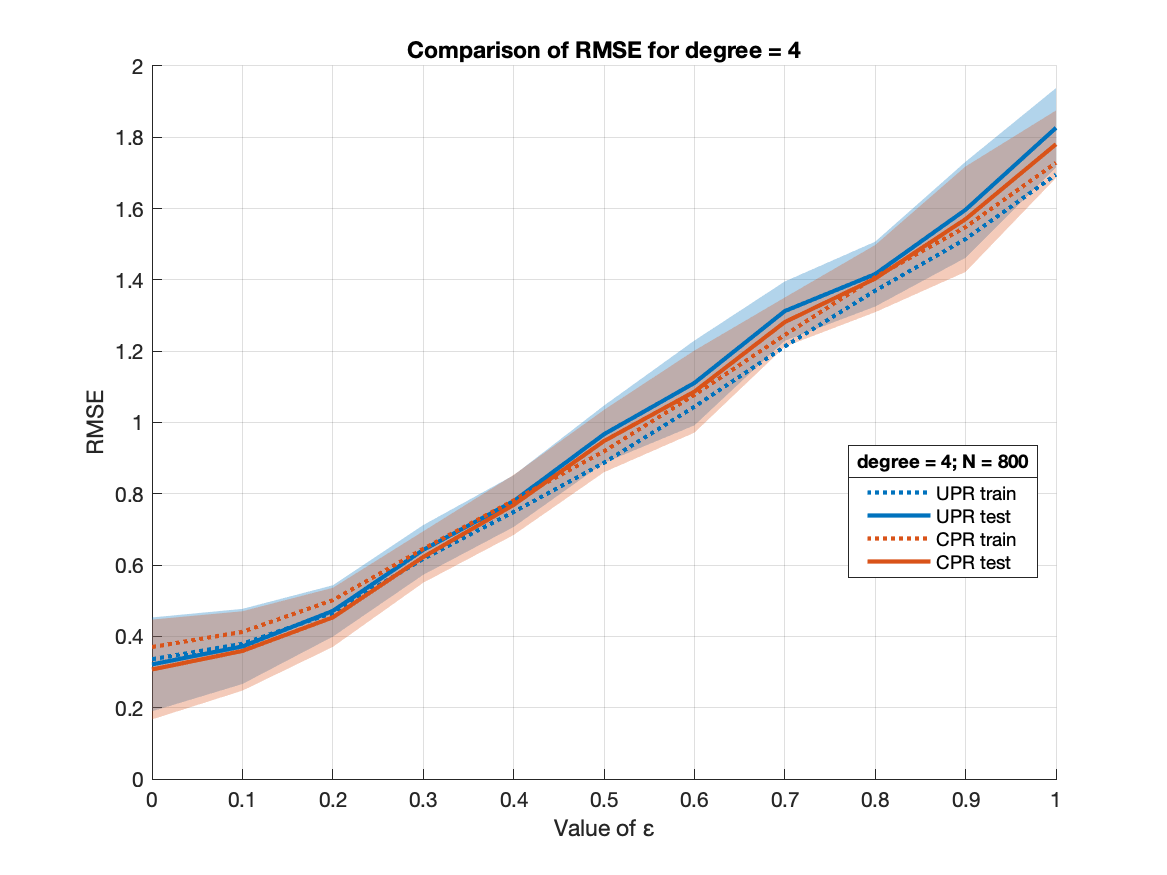 Comparison of RMSE for degree = 4
2
1.8
1.6
1.4
1.2
1
0.8
0.6
0.4
0.2
0
RMSE
degree = 4; N = 800
UPR train
UPR test
CPR train
CPR test
0 0.1 0.2 0.3 0.4 0.5 0.6 0.7 0.8 0.9 1
Value of ε